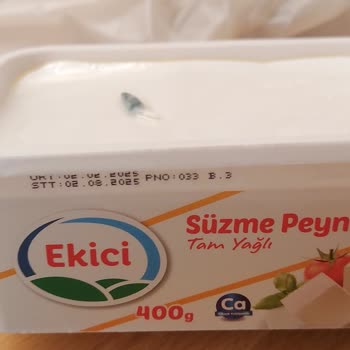 ÜRT:02.02.2025
STT:02.08.2025 PNO:033 B.3
Ekici
Süzme Peyn
Tam Yağlı
400g
Ca